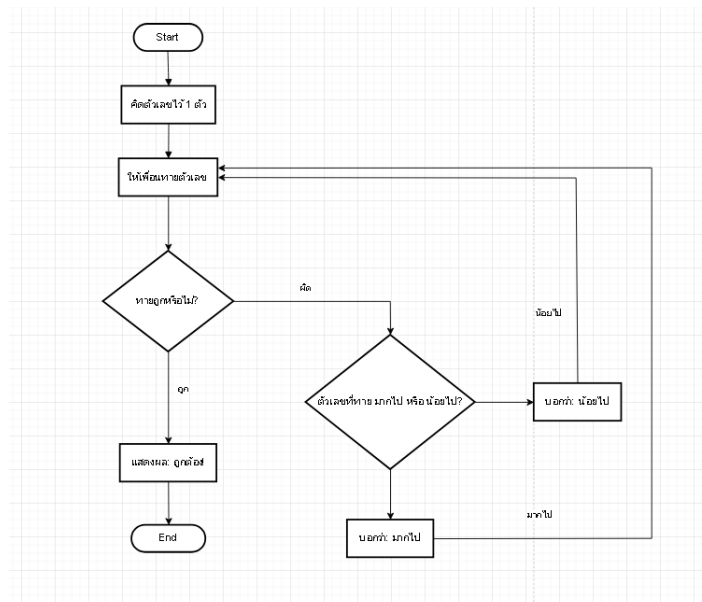 Start
คิดตัวเลขไว้ 1 ตัว
ให้เพื่อนทายตัวเลข
ทายถูกหรือไม่?
ผิด
น้อยไป
ตัวเลขที่ทาย มากไป หรือ น้อยไป?
บอกว่า: น้อยไป
ถูก
แสดงผล: ถูกต้อง!
มากไป
บอกว่า: มากไป
End